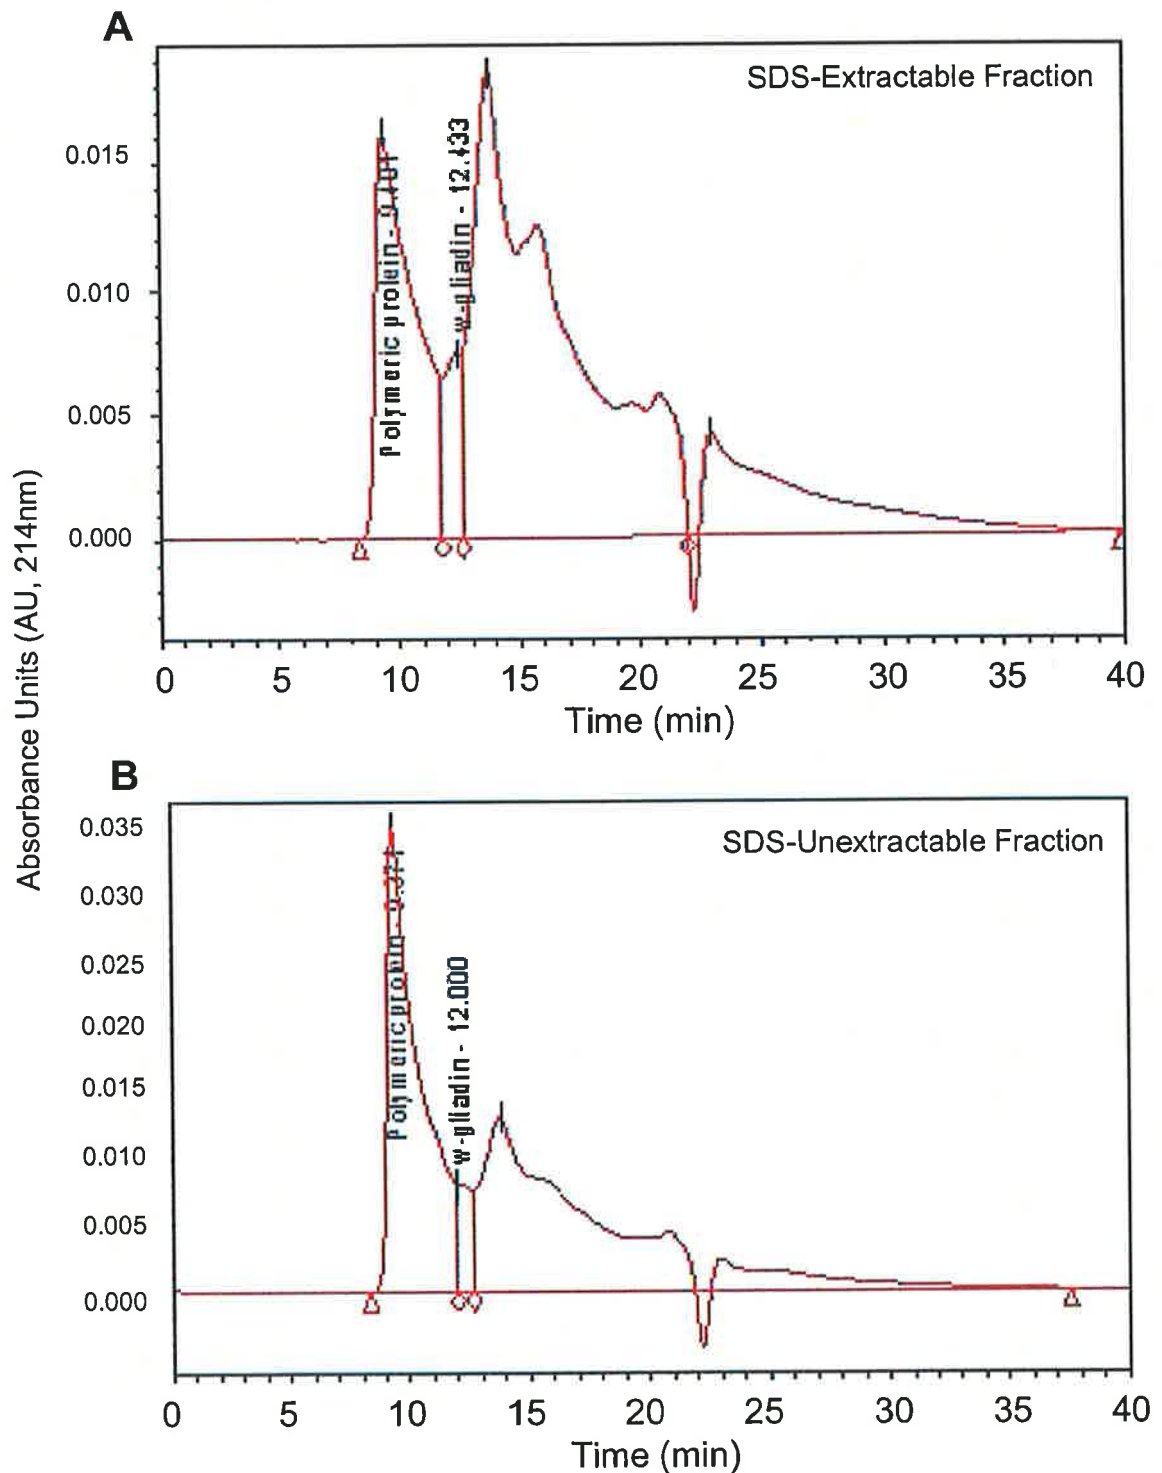 A
SDS-Extractable Fraction
Absorbance Units (AU, 214nm)
0.015
0.010
0.005
0.000
Polymeric protein -
w-gliadin - 12.433
0 5 10 15 20 25 30 35 40
Time (min)
B
SDS-Unextractable Fraction
0.035
0.030
0.025
0.020
0.015
0.010
0.005
0.000
Polymeric protein -
w-gliadin - 12.000
0 5 10 15 20 25 30 35 40
Time (min)